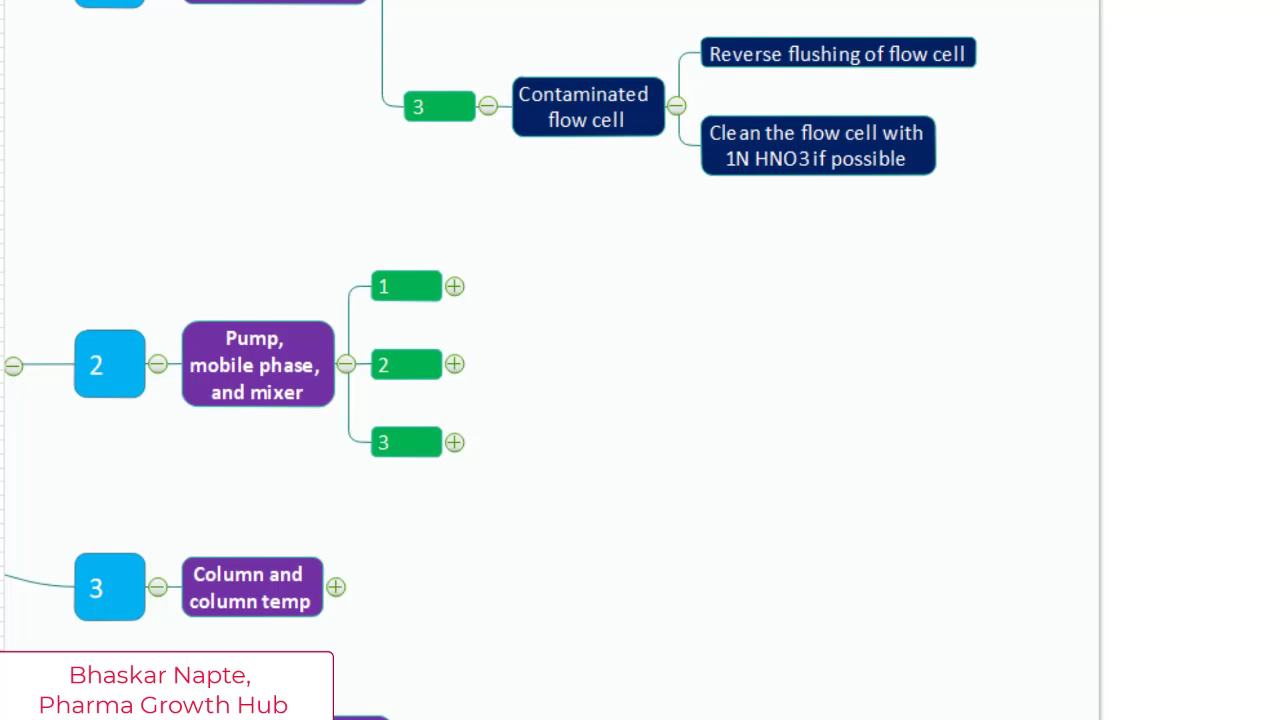 Reverse flushing of flow cell
3
Contaminated
flow cell
Clean the flow cell with
1N HNO3 if possible
1
2
Pump,
mobile phase,
and mixer
2
3
3
Column and
column temp
Bhaskar Napte,
Pharma Growth Hub